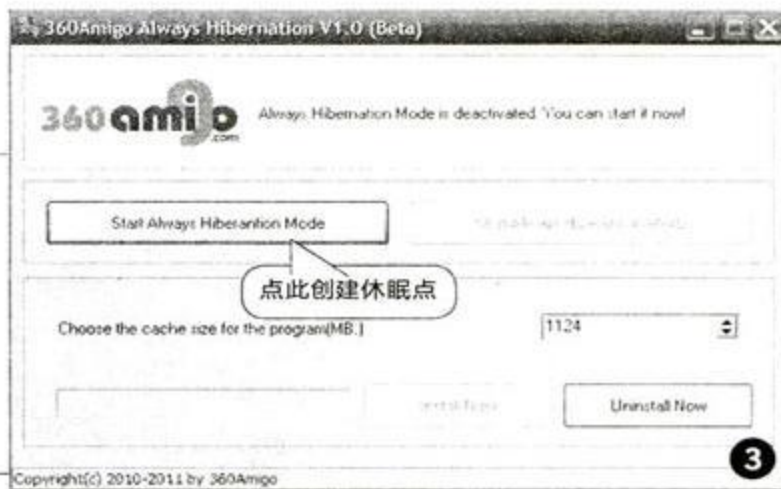 360Amigo Always Hibernation V1.0 (Beta)
360amigo
.com
Always Hibernation Mode is deactivated. You can start it now!
Start Always Hiberantion Mode
点此创建休眠点
Choose the cache size for the program(MB.)
1124
Uninstall Now
3
Copyright(c) 2010-2011 by 360Amigo